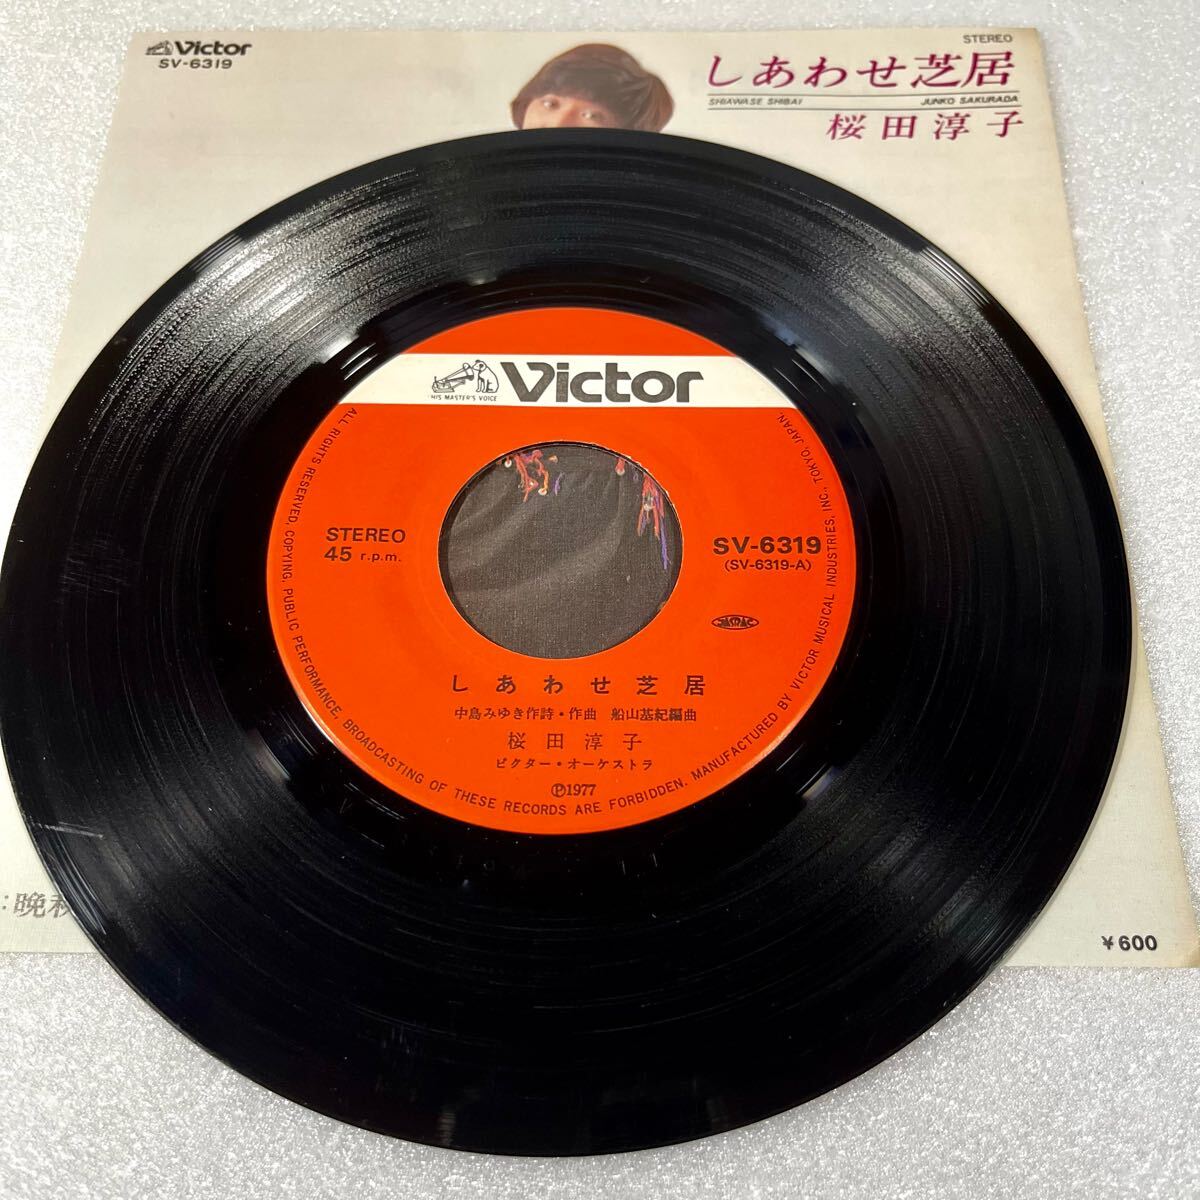 Victor
SV-6319
STEREO
しあわせ芝居
SHIAWASE SHIBAI JUNKO SAKURADA
桜田淳子
HIS MASTER'S VOICE
Victor
STEREO
45 r.p.m.
SV-6319
(SV-6319-A)
JASRAC
しあわせ芝居
中島みゆき作詩・作曲 船山基紀編曲
桜田淳子
ビクター・オーケストラ
Ⓟ1977
ALL RIGHTS RESERVED. COPYING, PUBLIC PERFORMANCE, BROADCASTING OF THESE RECORDS ARE FORBIDDEN. MANUFACTURED BY VICTOR MUSICAL INDUSTRIES, INC., TOKYO, JAPAN.
:晩秋
¥600